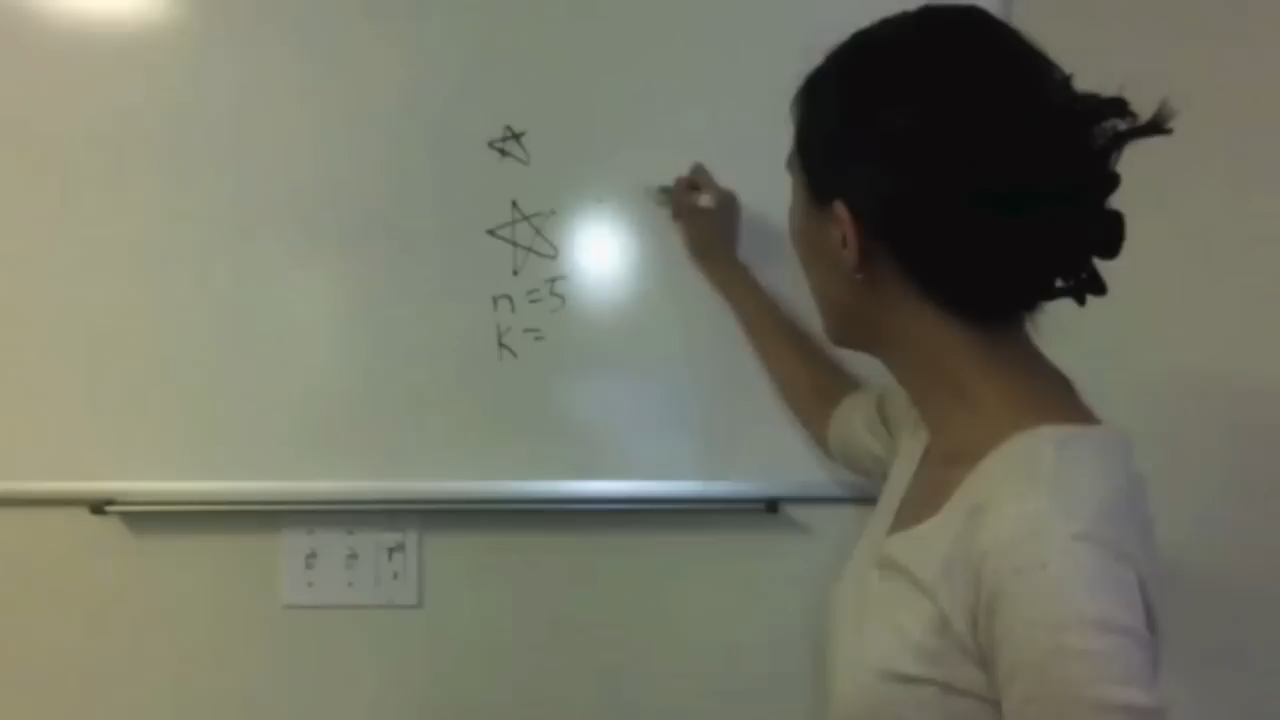 n = 5
K =